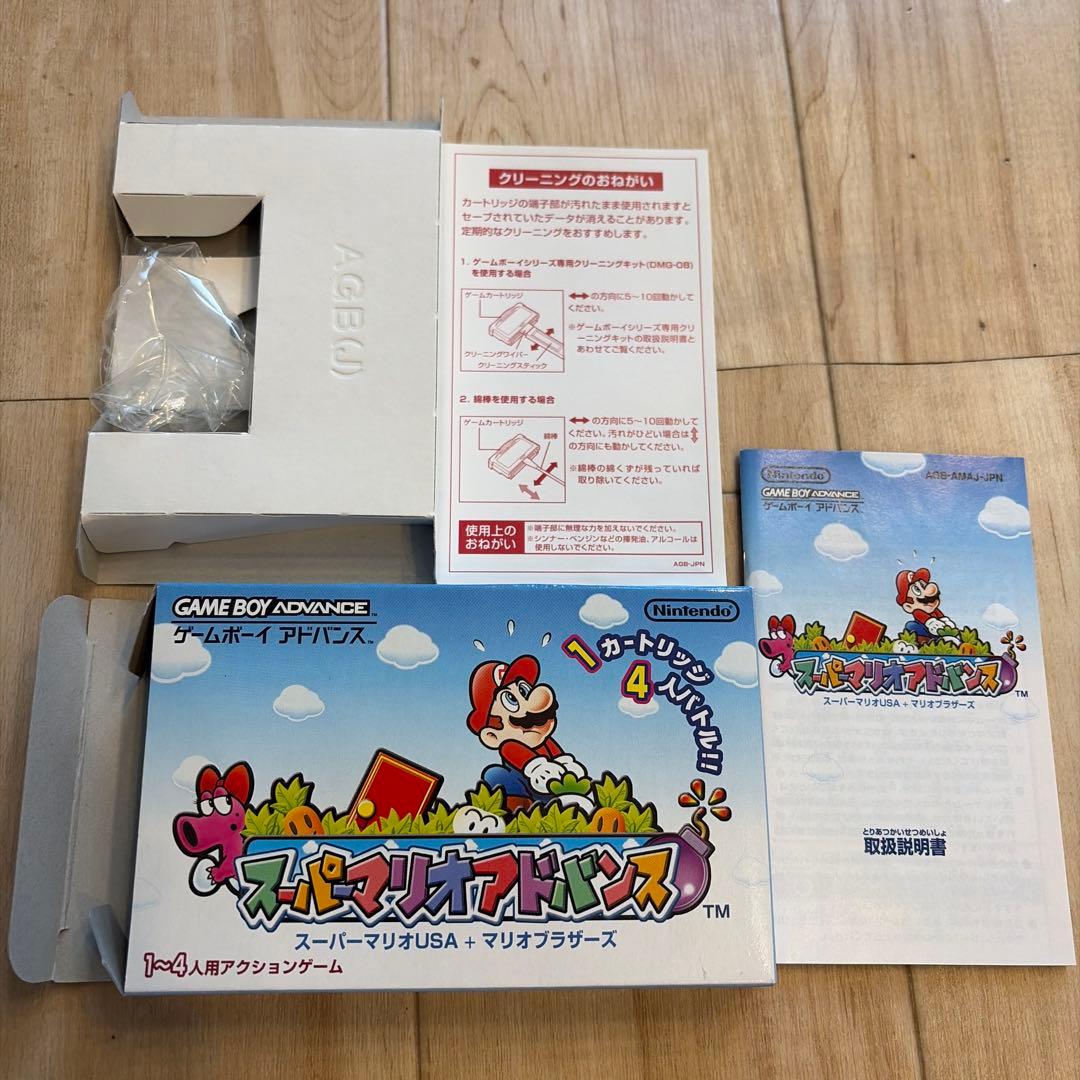 AGB(J)
クリーニングのおねがい
カートリッジの端子部が汚れたまま使用されますと
セーブされていたデータが消えることがあります。
定期的なクリーニングをおすすめします。
1. ゲームボーイシリーズ専用クリーニングキット(DMG-08)
を使用する場合
ゲームカートリッジ
クリーニングワイパー
クリーニングスティック
の方向に5〜10回動かして
ください。
※ゲームボーイシリーズ専用クリ
ーニングキットの取扱説明書と
あわせてご覧ください。
2. 綿棒を使用する場合
ゲームカートリッジ
綿棒
の方向に5〜10回動かして
ください。汚れがひどい場合は
の方向にも動かしてください。
※綿棒の綿くずが残っていれば
取り除いてください。
使用上の
おねがい
※端子部に無理な力を加えないでください。
※シンナー・ベンジンなどの揮発油、アルコールは
使用しないでください。
AGB-JPN
Nintendo
AGB-AMAJ-JPN
GAME BOY ADVANCE
ゲームボーイ アドバンス
スーパーマリオアドバンス TM
スーパーマリオUSA + マリオブラザーズ
とりあつかいせつめいしょ
取扱説明書
GAME BOY ADVANCE TM
ゲームボーイ アドバンス TM
Nintendo
1カートリッジ
4人バトル!!
スーパーマリオアドバンス TM
スーパーマリオUSA + マリオブラザーズ
1〜4人用アクションゲーム